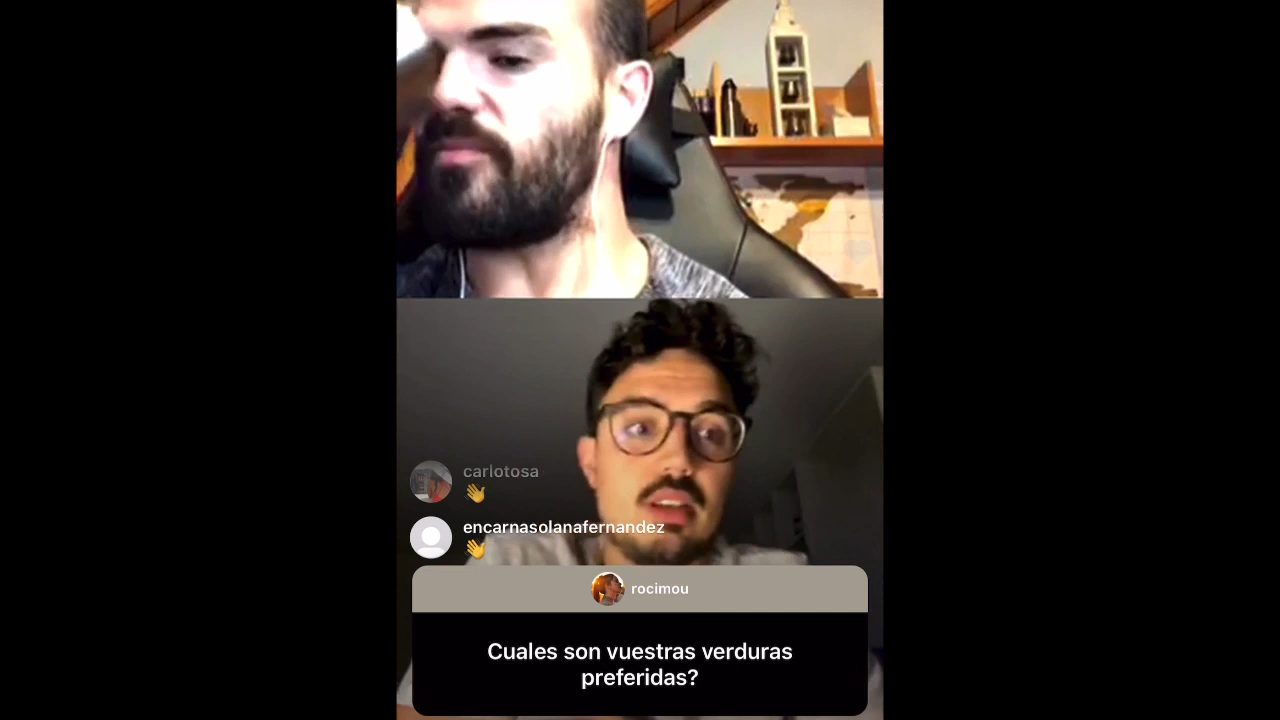 carlotosa
👋
encarnasolanafernandez
👋
rocimou
Cuales son vuestras verduras
preferidas?